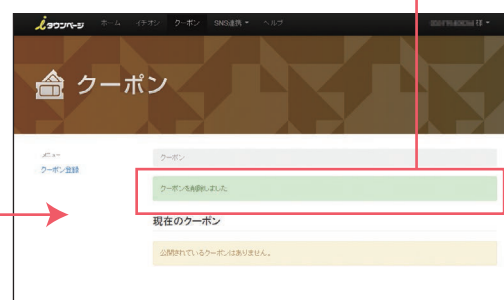 iタウンページ ホーム イチオシ クーポン SNS連携 ヘルプ 様
クーポン
メニュー
クーポン登録
クーポン
クーポンを削除しました。
現在のクーポン
公開されているクーポンはありません。